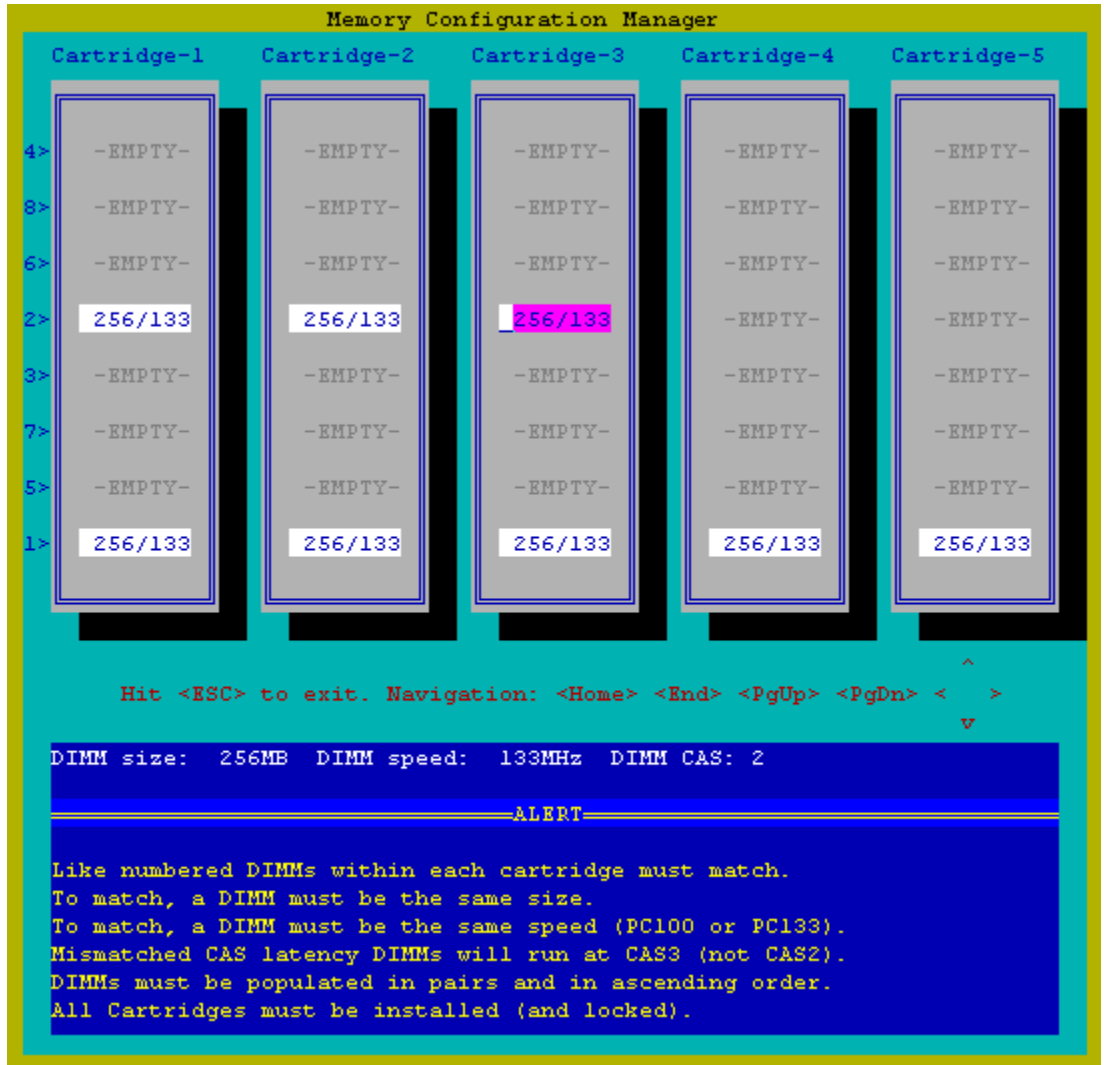 Memory Configuration Manager
Cartridge-1 Cartridge-2 Cartridge-3 Cartridge-4 Cartridge-5
4> -EMPTY- -EMPTY- -EMPTY- -EMPTY- -EMPTY-
8> -EMPTY- -EMPTY- -EMPTY- -EMPTY- -EMPTY-
6> -EMPTY- -EMPTY- -EMPTY- -EMPTY- -EMPTY-
2> 256/133 256/133 _256/133 -EMPTY- -EMPTY-
3> -EMPTY- -EMPTY- -EMPTY- -EMPTY- -EMPTY-
7> -EMPTY- -EMPTY- -EMPTY- -EMPTY- -EMPTY-
5> -EMPTY- -EMPTY- -EMPTY- -EMPTY- -EMPTY-
1> 256/133 256/133 256/133 256/133 256/133
^
Hit <ESC> to exit. Navigation: <Home> <End> <PgUp> <PgDn> < >
v
DIMM size: 256MB DIMM speed: 133MHz DIMM CAS: 2
ALERT
Like numbered DIMMs within each cartridge must match.
To match, a DIMM must be the same size.
To match, a DIMM must be the same speed (PC100 or PC133).
Mismatched CAS latency DIMMs will run at CAS3 (not CAS2).
DIMMs must be populated in pairs and in ascending order.
All Cartridges must be installed (and locked).